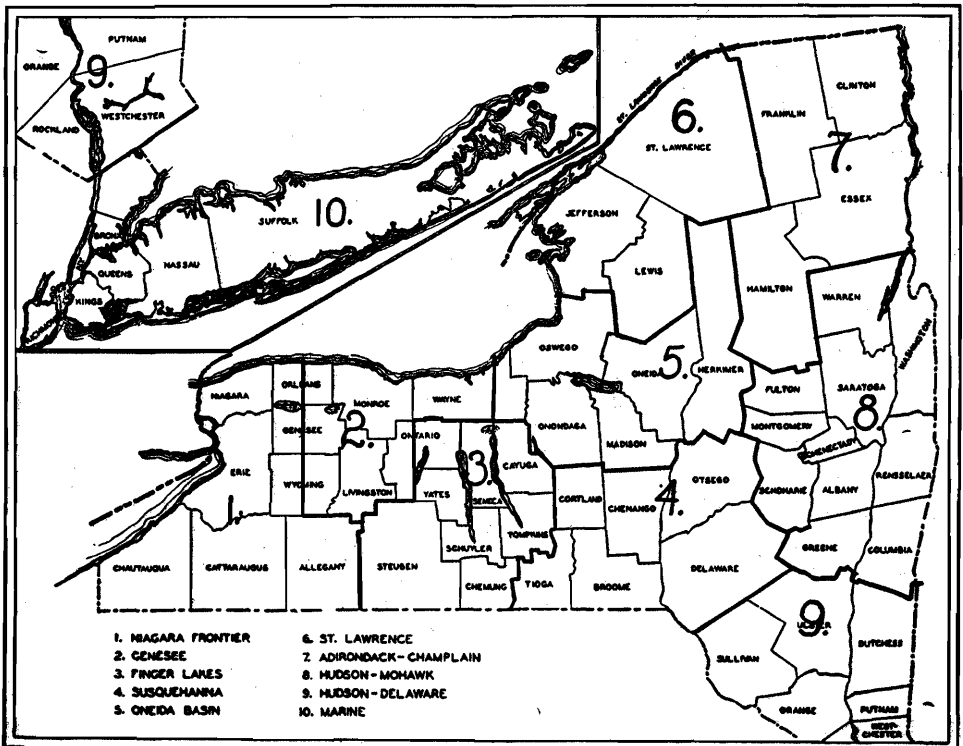 PUTNAM
ORANGE
9.
WESTCHESTER
ROCKLAND
BRONX
QUEENS
NASSAU
KINGS
SUFFOLK
10.
ST. LAWRENCE RIVER
6.
ST. LAWRENCE
FRANKLIN
CLINTON
7.
ESSEX
JEFFERSON
LEWIS
HAMILTON
WARREN
WASHINGTON
OSWEGO
ONEIDA
5.
HERKIMER
FULTON
SARATOGA
8.
MONTGOMERY
SCHENECTADY
RENSSELAER
NIAGARA
ORLEANS
MONROE
WAYNE
GENESEE
2.
ONTARIO
3.
CAYUGA
ONONDAGA
MADISON
OTSEGO
SCHOHARIE
ALBANY
ERIE
WYOMING
LIVINGSTON
YATES
SENECA
CORTLAND
CHENANGO
4.
TOMPKINS
SCHUYLER
GREENE
COLUMBIA
CHAUTAUQUA
CATTARAUGUS
ALLEGANY
STEUBEN
CHEMUNG
TIOGA
BROOME
DELAWARE
9.
ULSTER
DUTCHESS
SULLIVAN
ORANGE
PUTNAM
WEST-
CHESTER
1. NIAGARA FRONTIER
2. GENESEE
3. FINGER LAKES
4. SUSQUEHANNA
5. ONEIDA BASIN
6. ST. LAWRENCE
7. ADIRONDACK-CHAMPLAIN
8. HUDSON-MOHAWK
9. HUDSON-DELAWARE
10. MARINE